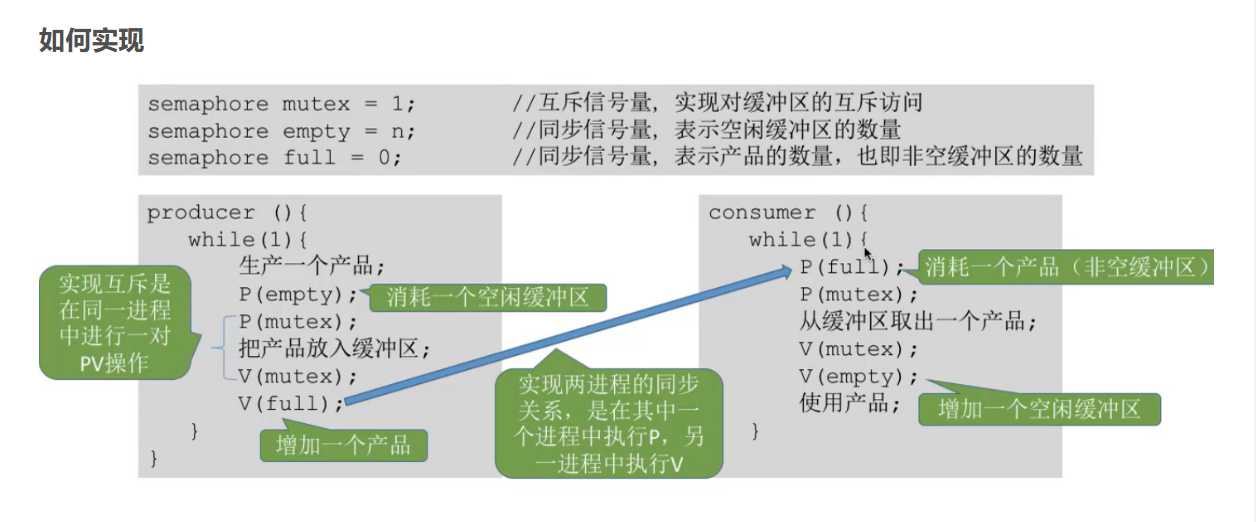 如何实现
semaphore mutex = 1; //互斥信号量, 实现对缓冲区的互斥访问
semaphore empty = n; //同步信号量, 表示空闲缓冲区的数量
semaphore full = 0; //同步信号量, 表示产品的数量, 也即非空缓冲区的数量
producer (){
while(1){
生产一个产品;
P(empty);
消耗一个空闲缓冲区
P(mutex);
把产品放入缓冲区;
V(mutex);
V(full);
}
}
实现互斥是
在同一进程
中进行一对
PV操作
增加一个产品
实现两进程的同步
关系，是在其中一
个进程中执行P，另
一进程中执行V
consumer (){
while(1){
P(full);
消耗一个产品（非空缓冲区）
P(mutex);
从缓冲区取出一个产品;
V(mutex);
V(empty);
增加一个空闲缓冲区
使用产品;
}
}